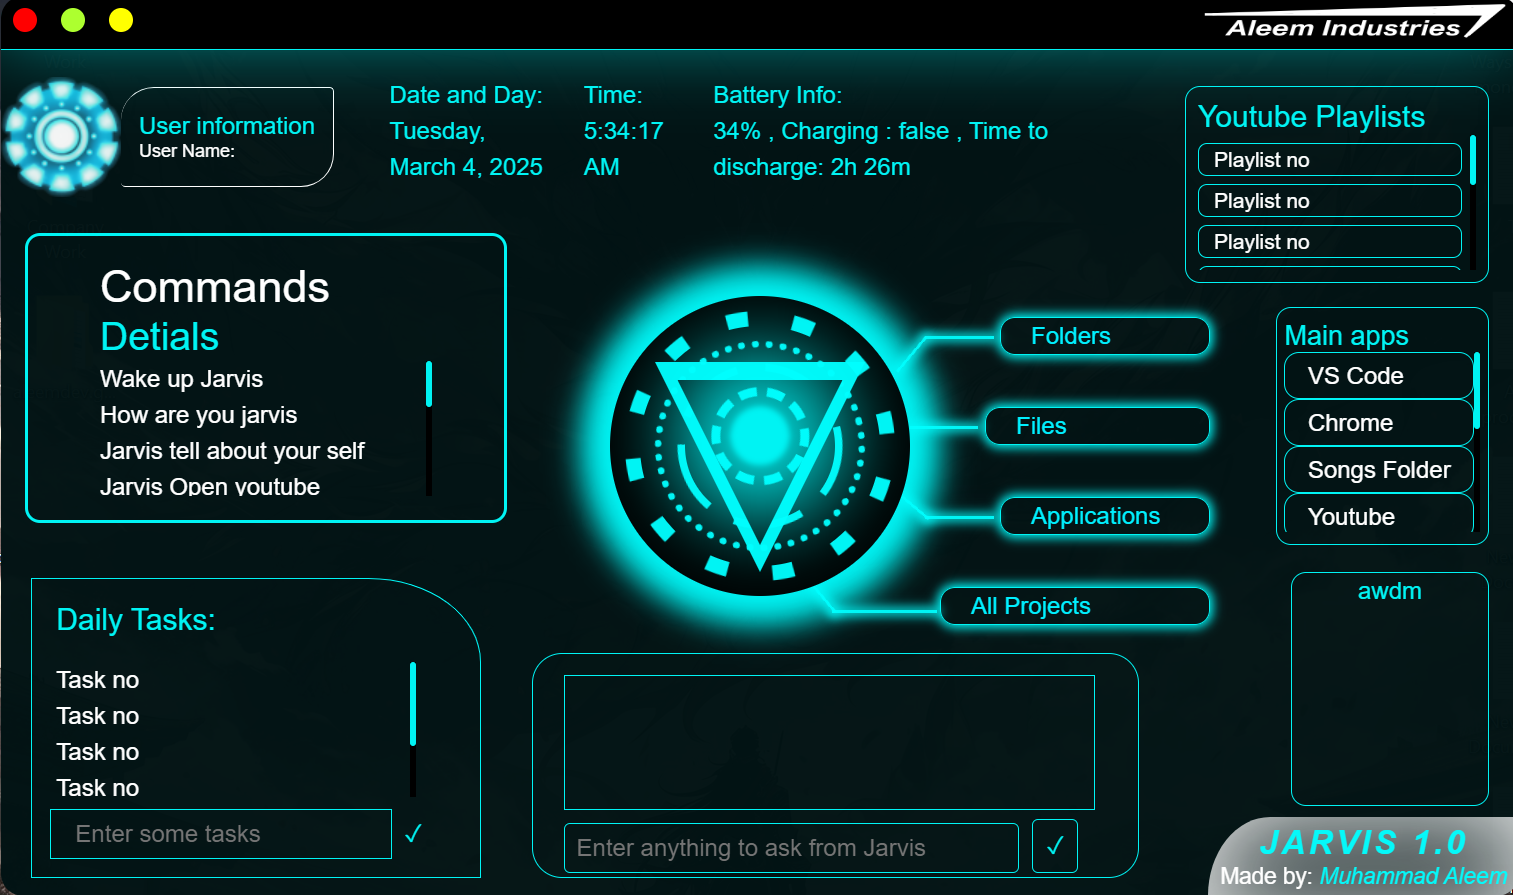 Aleem Industries
User information
User Name:
Date and Day:
Tuesday,
March 4, 2025
Time:
5:34:17
AM
Battery Info:
34% , Charging : false , Time to
discharge: 2h 26m
Youtube Playlists
Playlist no
Playlist no
Playlist no
Commands
Detials
Wake up Jarvis
How are you jarvis
Jarvis tell about your self
Jarvis Open youtube
Folders
Files
Applications
All Projects
Main apps
VS Code
Chrome
Songs Folder
Youtube
Daily Tasks:
Task no
Task no
Task no
Task no
Enter some tasks
✓
Enter anything to ask from Jarvis
✓
awdm
JARVIS 1.0
Made by: Muhammad Aleem